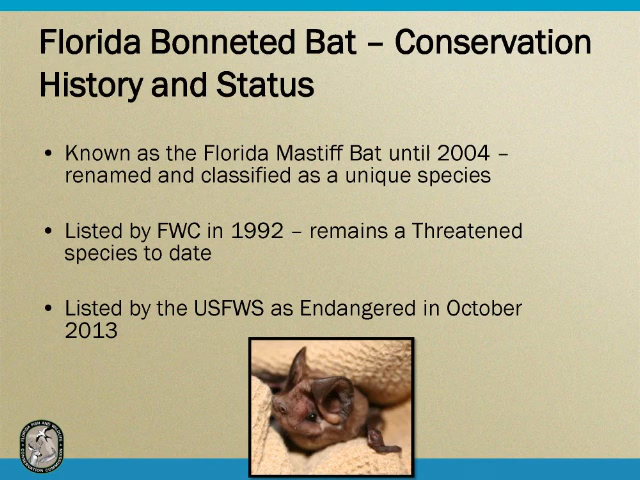 Florida Bonneted Bat – Conservation
History and Status
• Known as the Florida Mastiff Bat until 2004 –
renamed and classified as a unique species
• Listed by FWC in 1992 – remains a Threatened
species to date
• Listed by the USFWS as Endangered in October
2013